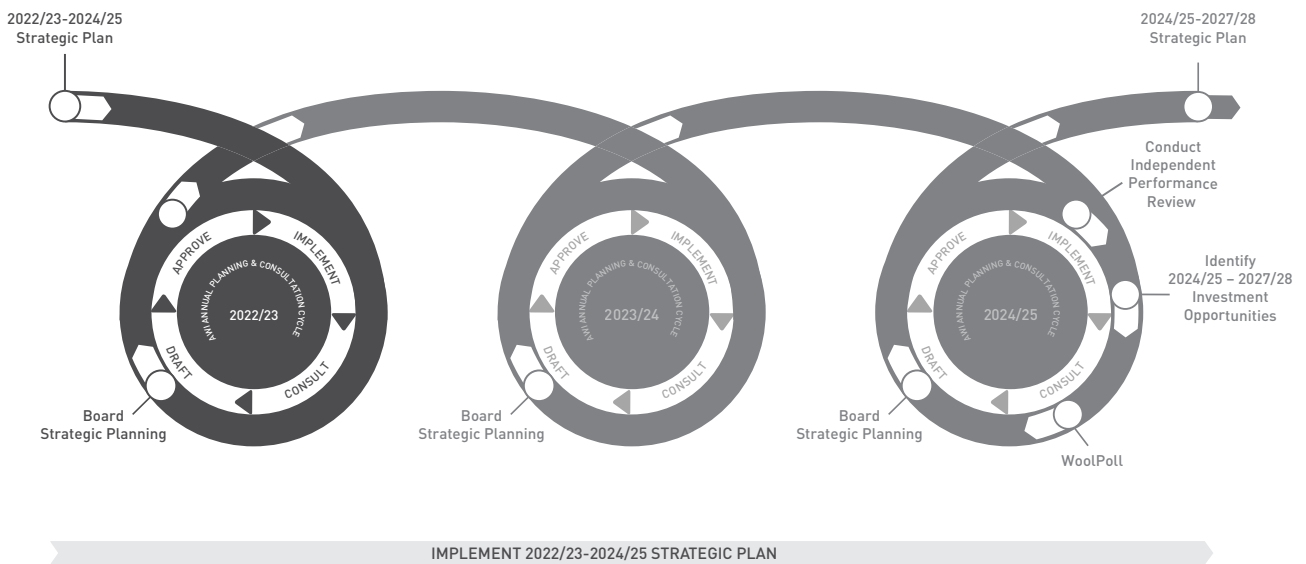 2022/23-2024/25
Strategic Plan
2024/25-2027/28
Strategic Plan
Conduct
Independent
Performance
Review
Identify
2024/25 – 2027/28
Investment
Opportunities
APPROVE
IMPLEMENT
AWI ANNUAL PLANNING & CONSULTATION CYCLE
2022/23
DRAFT
CONSULT
Board
Strategic Planning
APPROVE
IMPLEMENT
AWI ANNUAL PLANNING & CONSULTATION CYCLE
2023/24
DRAFT
CONSULT
Board
Strategic Planning
APPROVE
IMPLEMENT
AWI ANNUAL PLANNING & CONSULTATION CYCLE
2024/25
DRAFT
CONSULT
Board
Strategic Planning
WoolPoll
IMPLEMENT 2022/23-2024/25 STRATEGIC PLAN